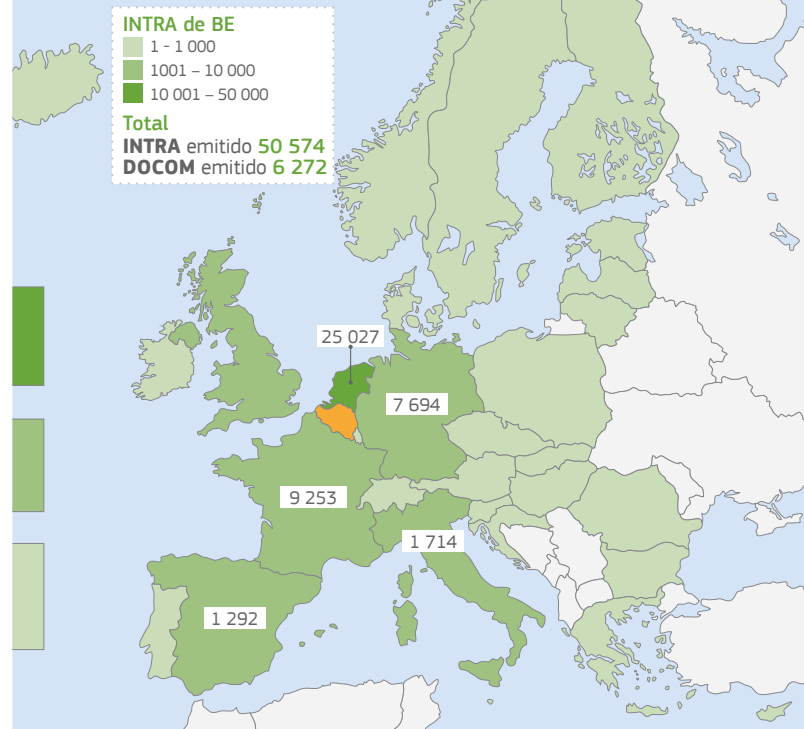 INTRA de BE
1 - 1 000
1001 – 10 000
10 001 – 50 000
Total
INTRA emitido 50 574
DOCOM emitido 6 272
25 027
7 694
9 253
1 714
1 292